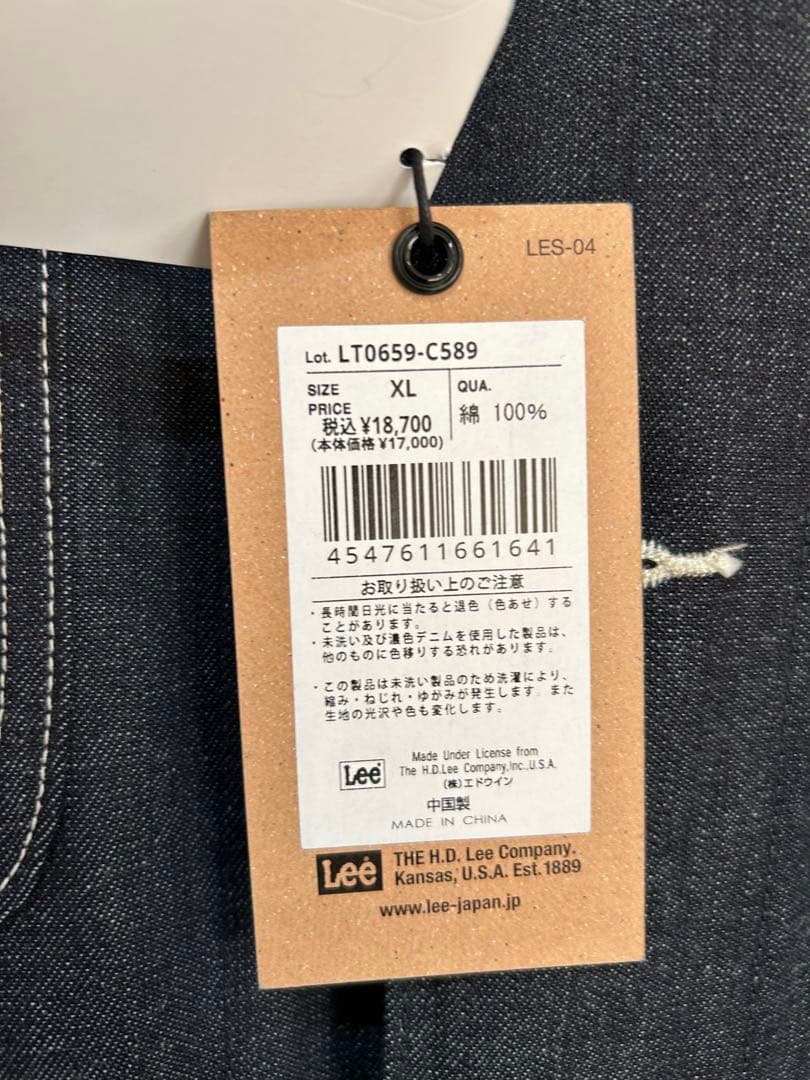 LES-04
Lot. LT0659-C589
SIZE XL
QUA.
綿 100%
PRICE
税込 ¥18,700
(本体価格 ¥17,000)
4547611661641
お取り扱い上のご注意
・長時間日光に当たると退色（色あせ）する
ことがあります。
・未洗い及び濃色デニムを使用した製品は、
他のものに色移りする恐れがあります。
・この製品は未洗い製品のため洗濯により、
縮み・ねじれ・ゆがみが発生します。また
生地の光沢や色も変化します。
Lee
Made Under License from
The H.D.Lee Company,Inc.,U.S.A.
(株)エドウイン
中国製
MADE IN CHINA
Lee
THE H.D. Lee Company.
Kansas, U.S.A. Est.1889
www.lee-japan.jp